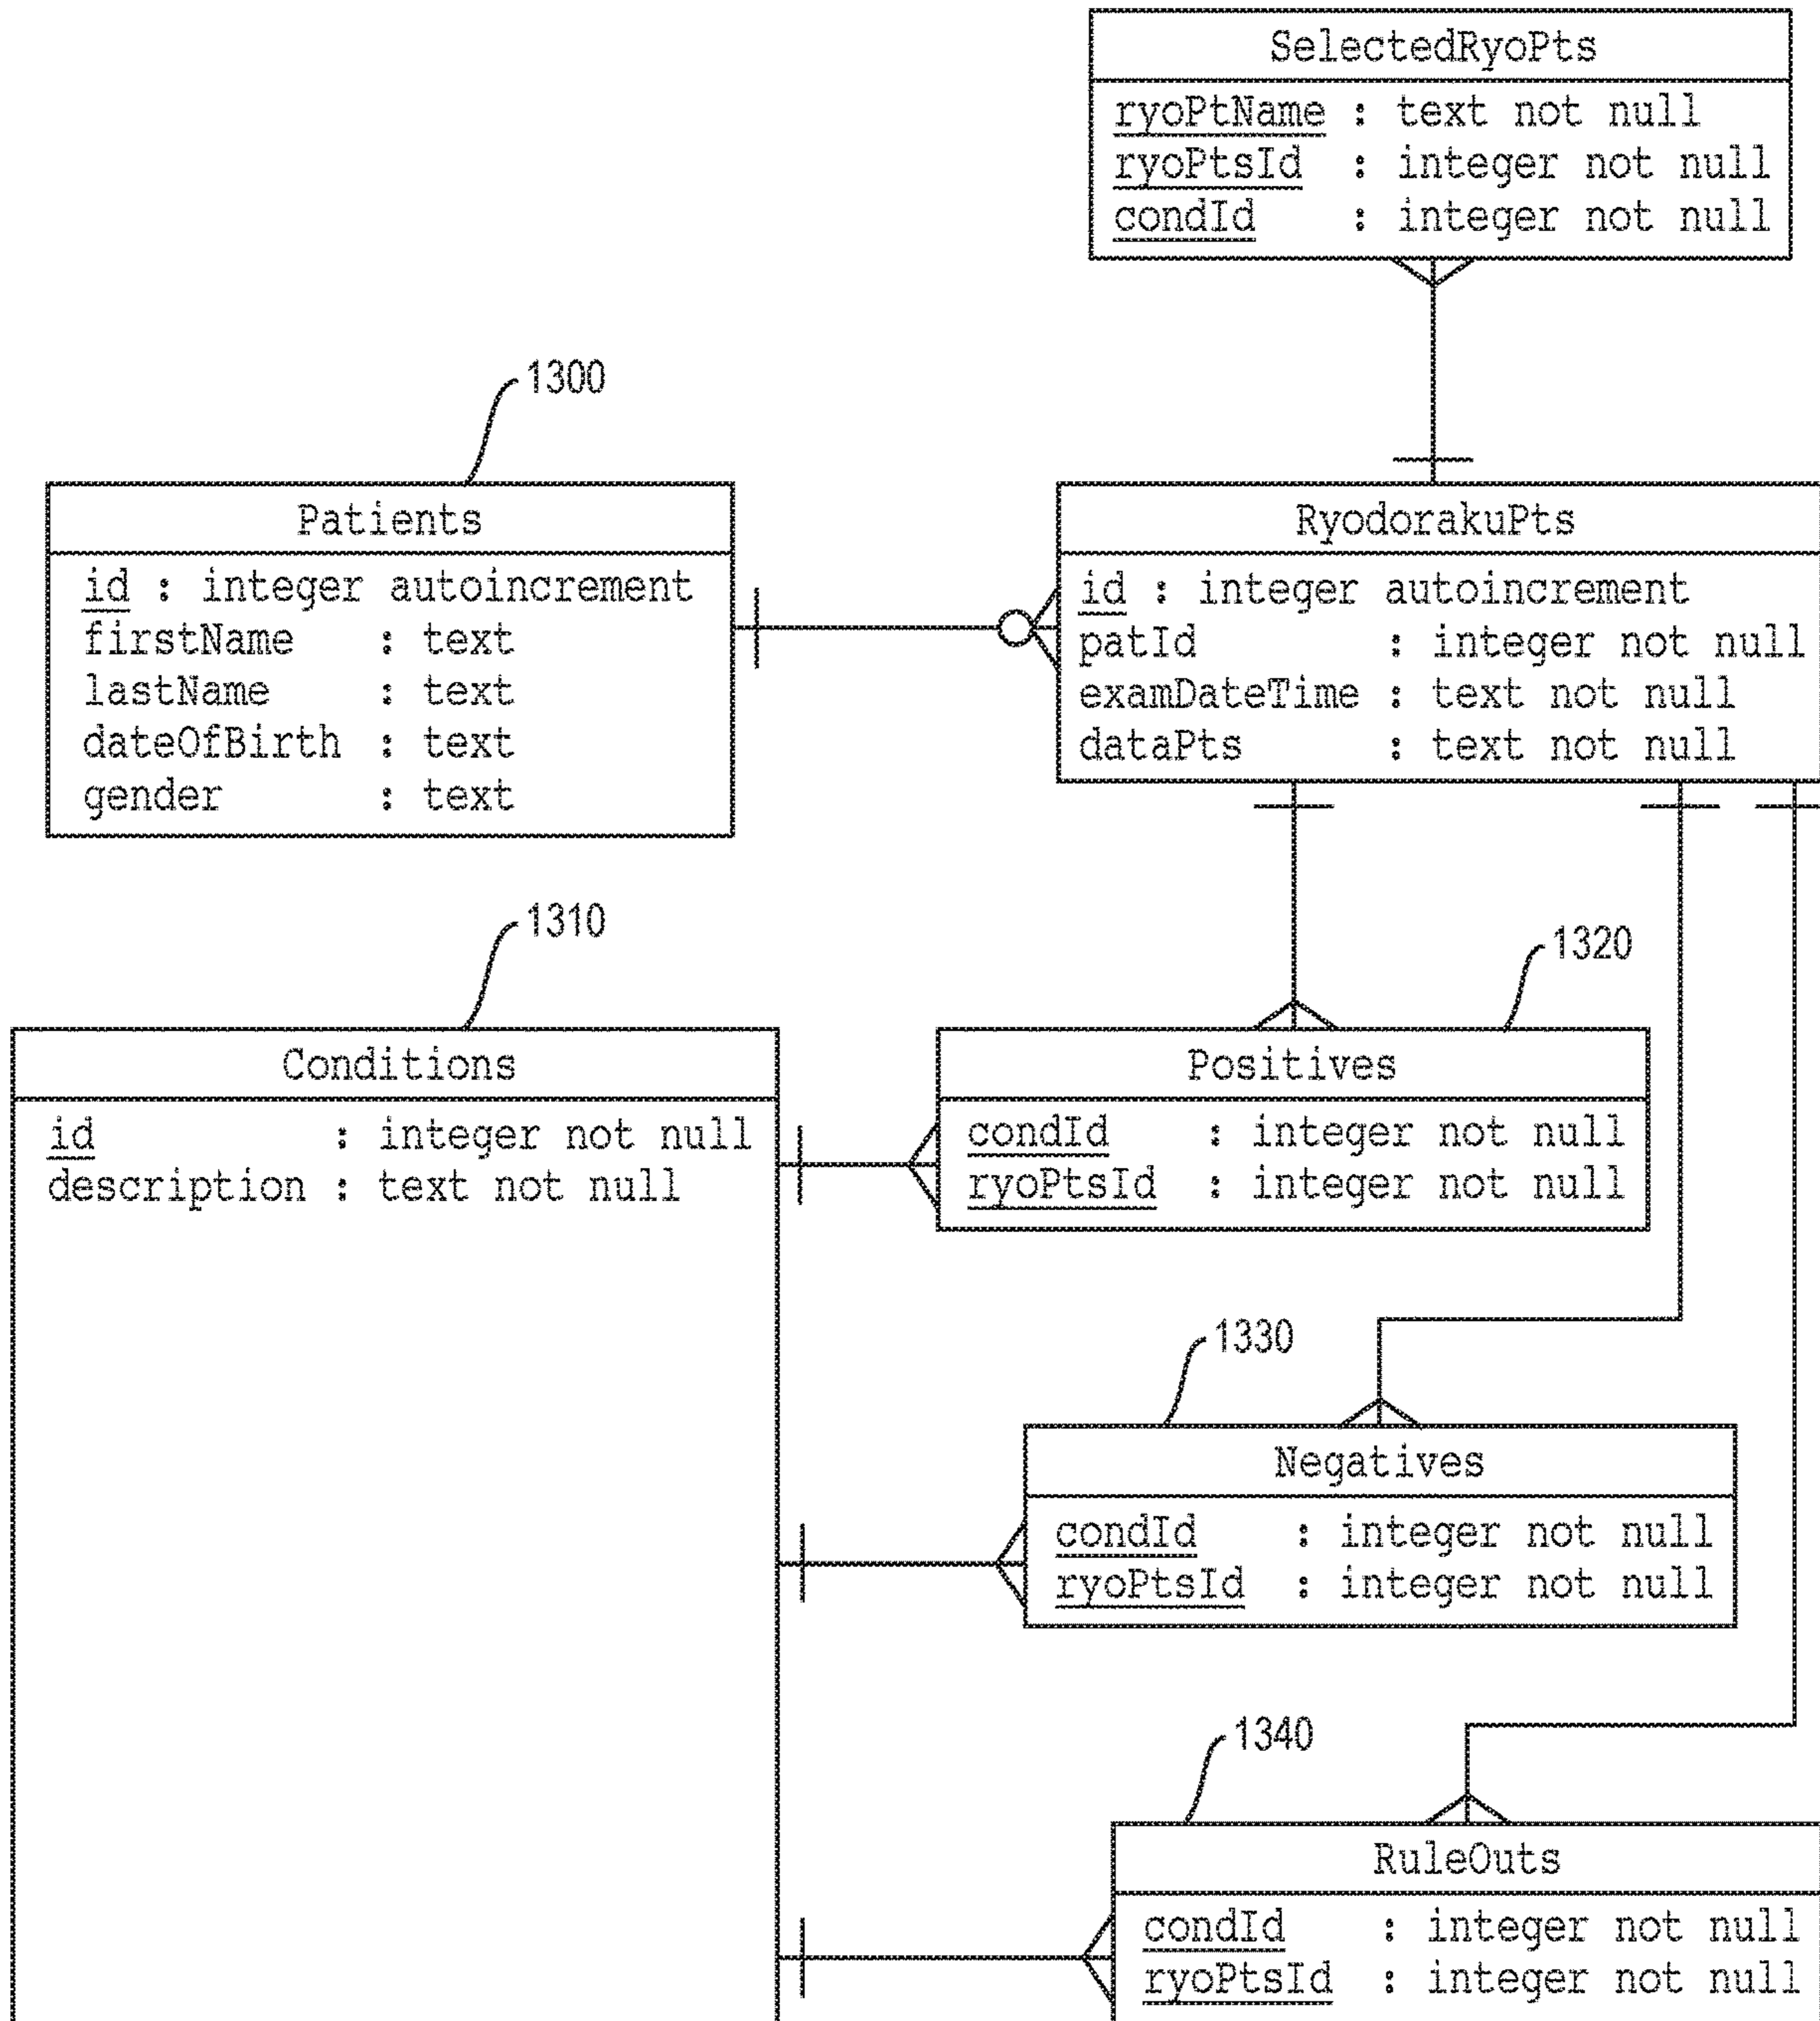 SelectedRyoPts
ryoPtName : text not null
ryoPtsId : integer not null
condId : integer not null
1300
Patients
id : integer autoincrement
firstName : text
lastName : text
dateOfBirth : text
gender : text
RyodorakuPts
id : integer autoincrement
patId : integer not null
examDateTime : text not null
dataPts : text not null
1310
Conditions
id : integer not null
description : text not null
1320
Positives
condId : integer not null
ryoPtsId : integer not null
1330
Negatives
condId : integer not null
ryoPtsId : integer not null
1340
RuleOuts
condId : integer not null
ryoPtsId : integer not null